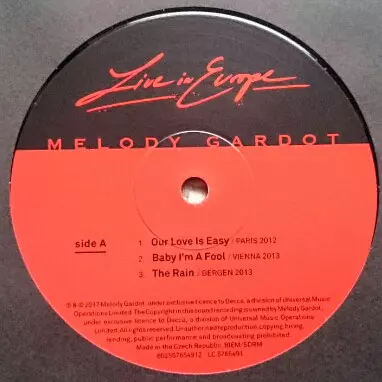 Live in Europe
MELODY GARDOT
side A
1. Our Love Is Easy / PARIS 2012
2. Baby I'm A Fool / VIENNA 2013
3. The Rain / BERGEN 2013
℗ & © 2017 Melody Gardot, under exclusive licence to Decca, a division of Universal Music
Operations Limited. The Copyright in this sound recording is owned by Melody Gardot,
under exclusive licence to Decca, a division of Universal Music Operations
Limited. All rights reserved. Unauthorised reproduction, copying, hiring,
lending, public performance and broadcasting prohibited.
Made in the Czech Republic. BIEM/SDRM